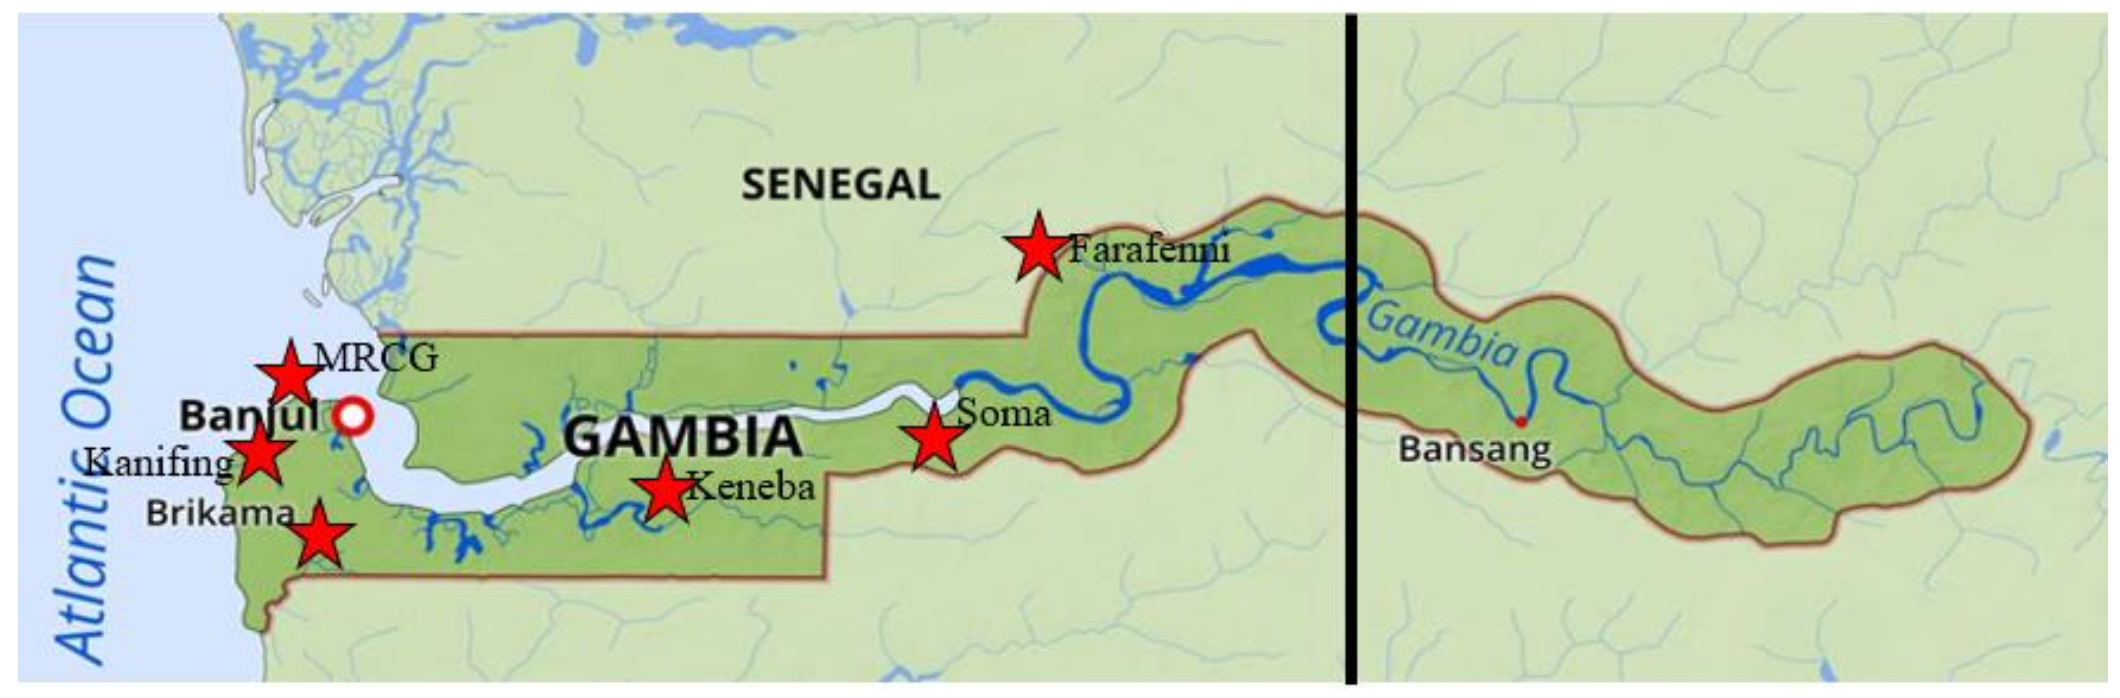 SENEGAL
Farafenni
Atlantic Ocean
Gambia
MRCG
Banjul
Soma
GAMBIA
Bansang
Kanifing
Keneba
Brikama